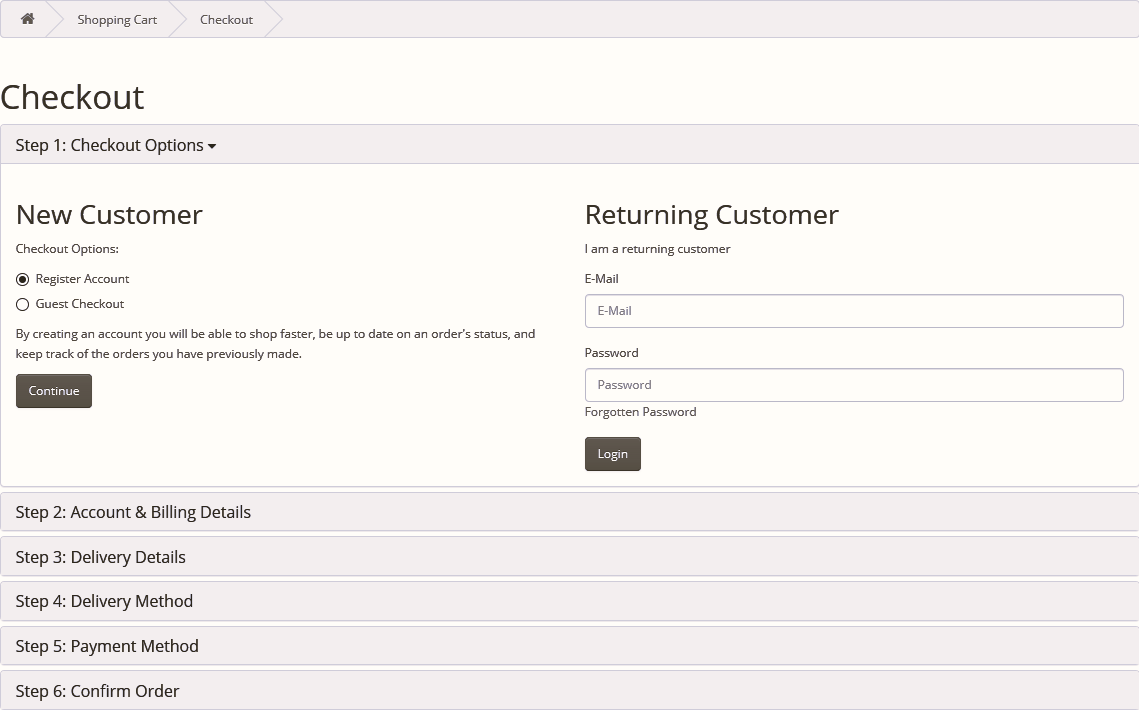 Shopping Cart
Checkout
Checkout
Step 1: Checkout Options
New Customer
Checkout Options:
Register Account
Guest Checkout
By creating an account you will be able to shop faster, be up to date on an order's status, and
keep track of the orders you have previously made.
Continue
Returning Customer
I am a returning customer
E-Mail
E-Mail
Password
Password
Forgotten Password
Login
Step 2: Account & Billing Details
Step 3: Delivery Details
Step 4: Delivery Method
Step 5: Payment Method
Step 6: Confirm Order